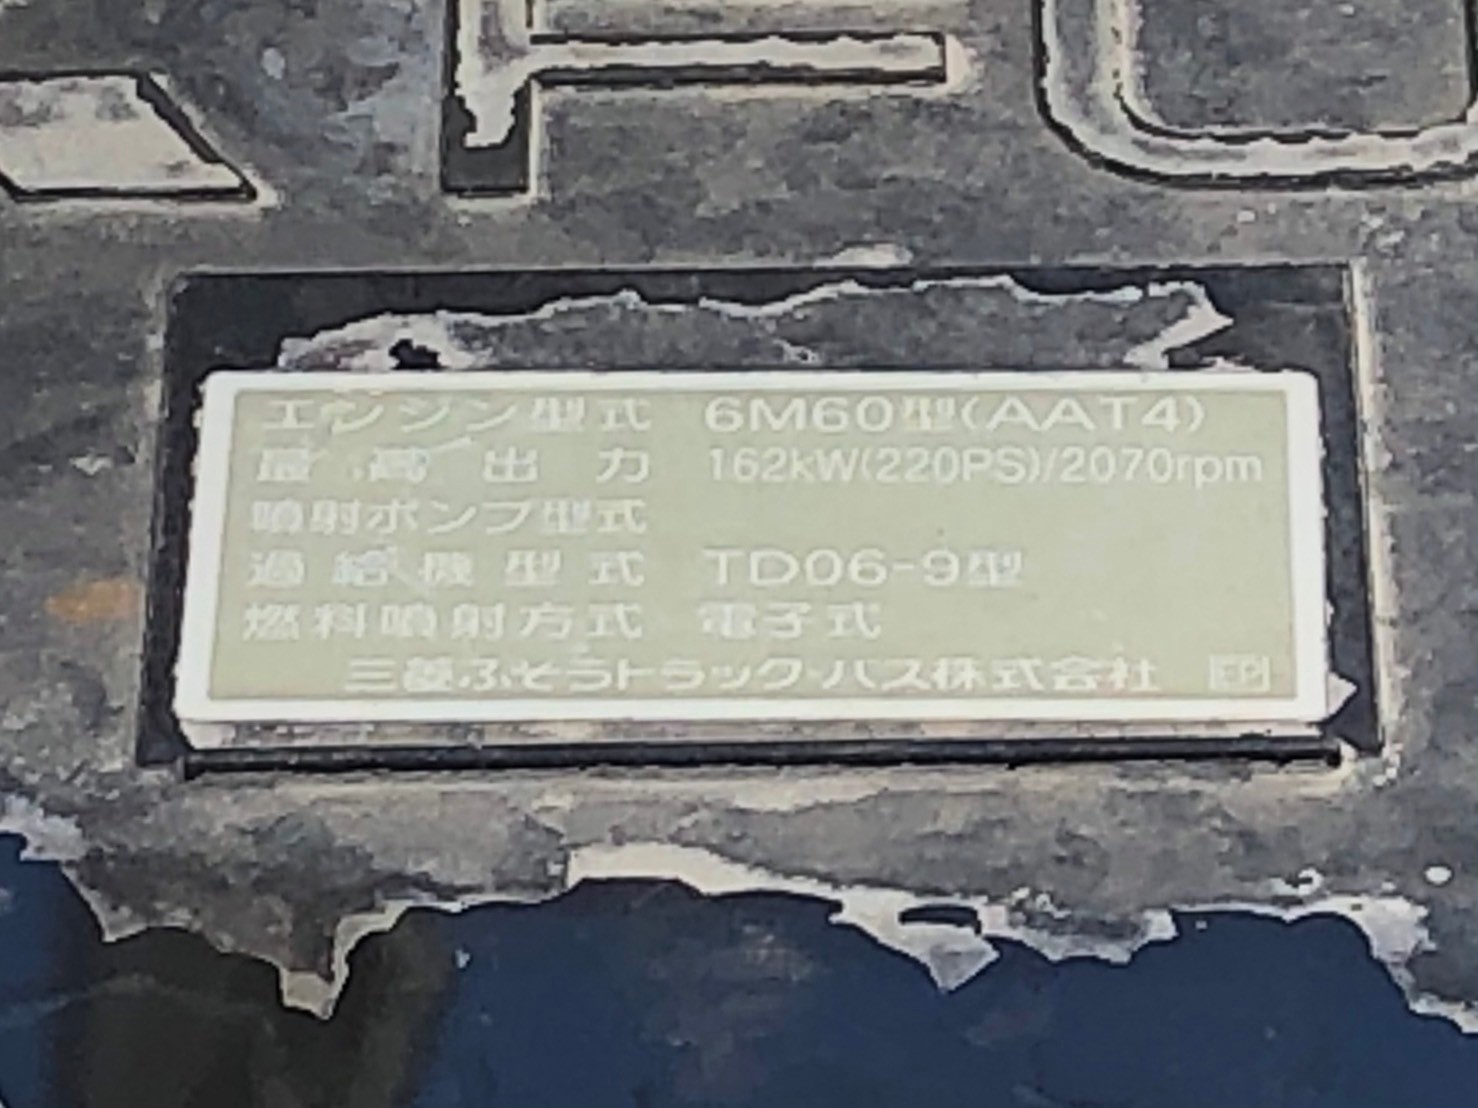 エンジン型式 6M60型(AAT4)
最高出力 162kW(220PS)/2070rpm
噴射ポンプ型式
過給機型式 TD06-9型
燃料噴射方式 電子式
三菱ふそうトラック・バス株式会社 EP